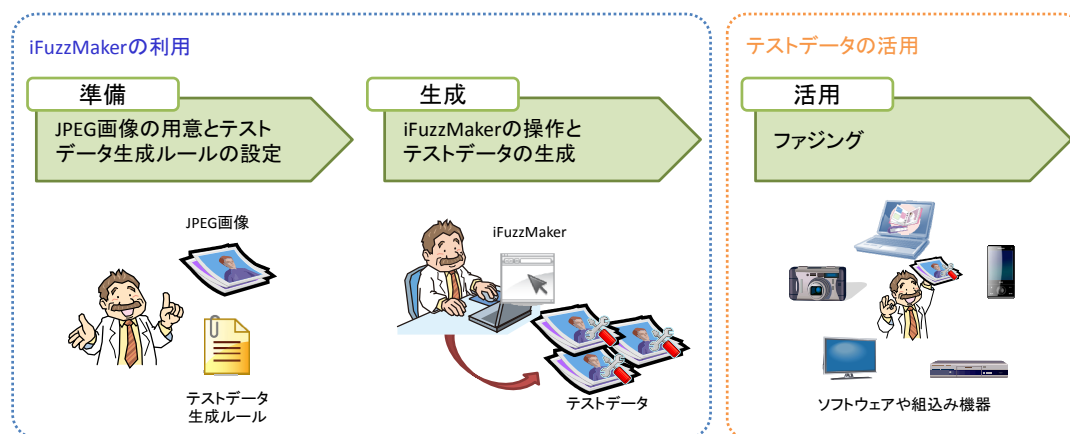 iFuzzMakerの利用
準備
JPEG画像の用意とテスト
データ生成ルールの設定
JPEG画像
テストデータ
生成ルール
生成
iFuzzMakerの操作と
テストデータの生成
iFuzzMaker
テストデータ
テストデータの活用
活用
ファジング
ソフトウェアや組込み機器